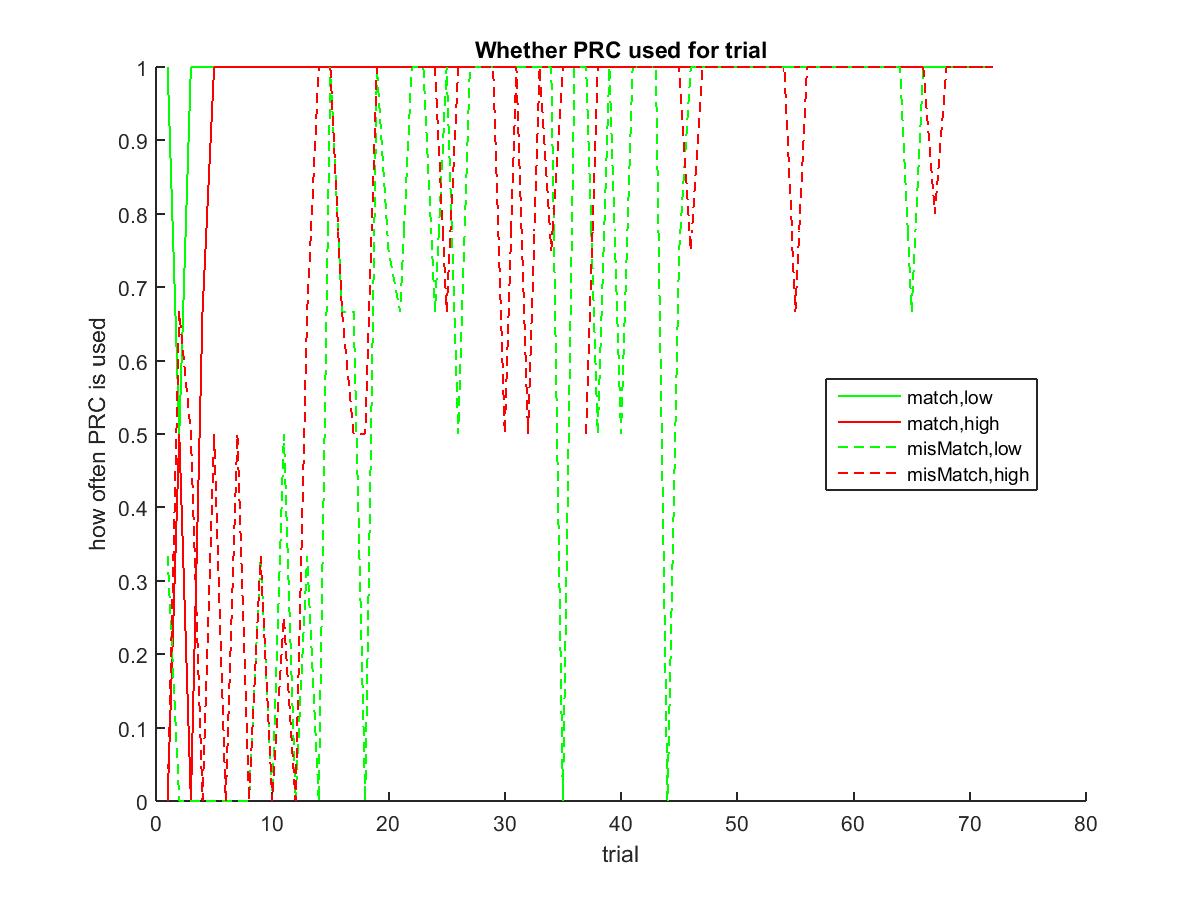 Whether PRC used for trial
how often PRC is used
1
0.9
0.8
0.7
0.6
0.5
0.4
0.3
0.2
0.1
0
match,low
match,high
misMatch,low
misMatch,high
0 10 20 30 40 50 60 70 80
trial